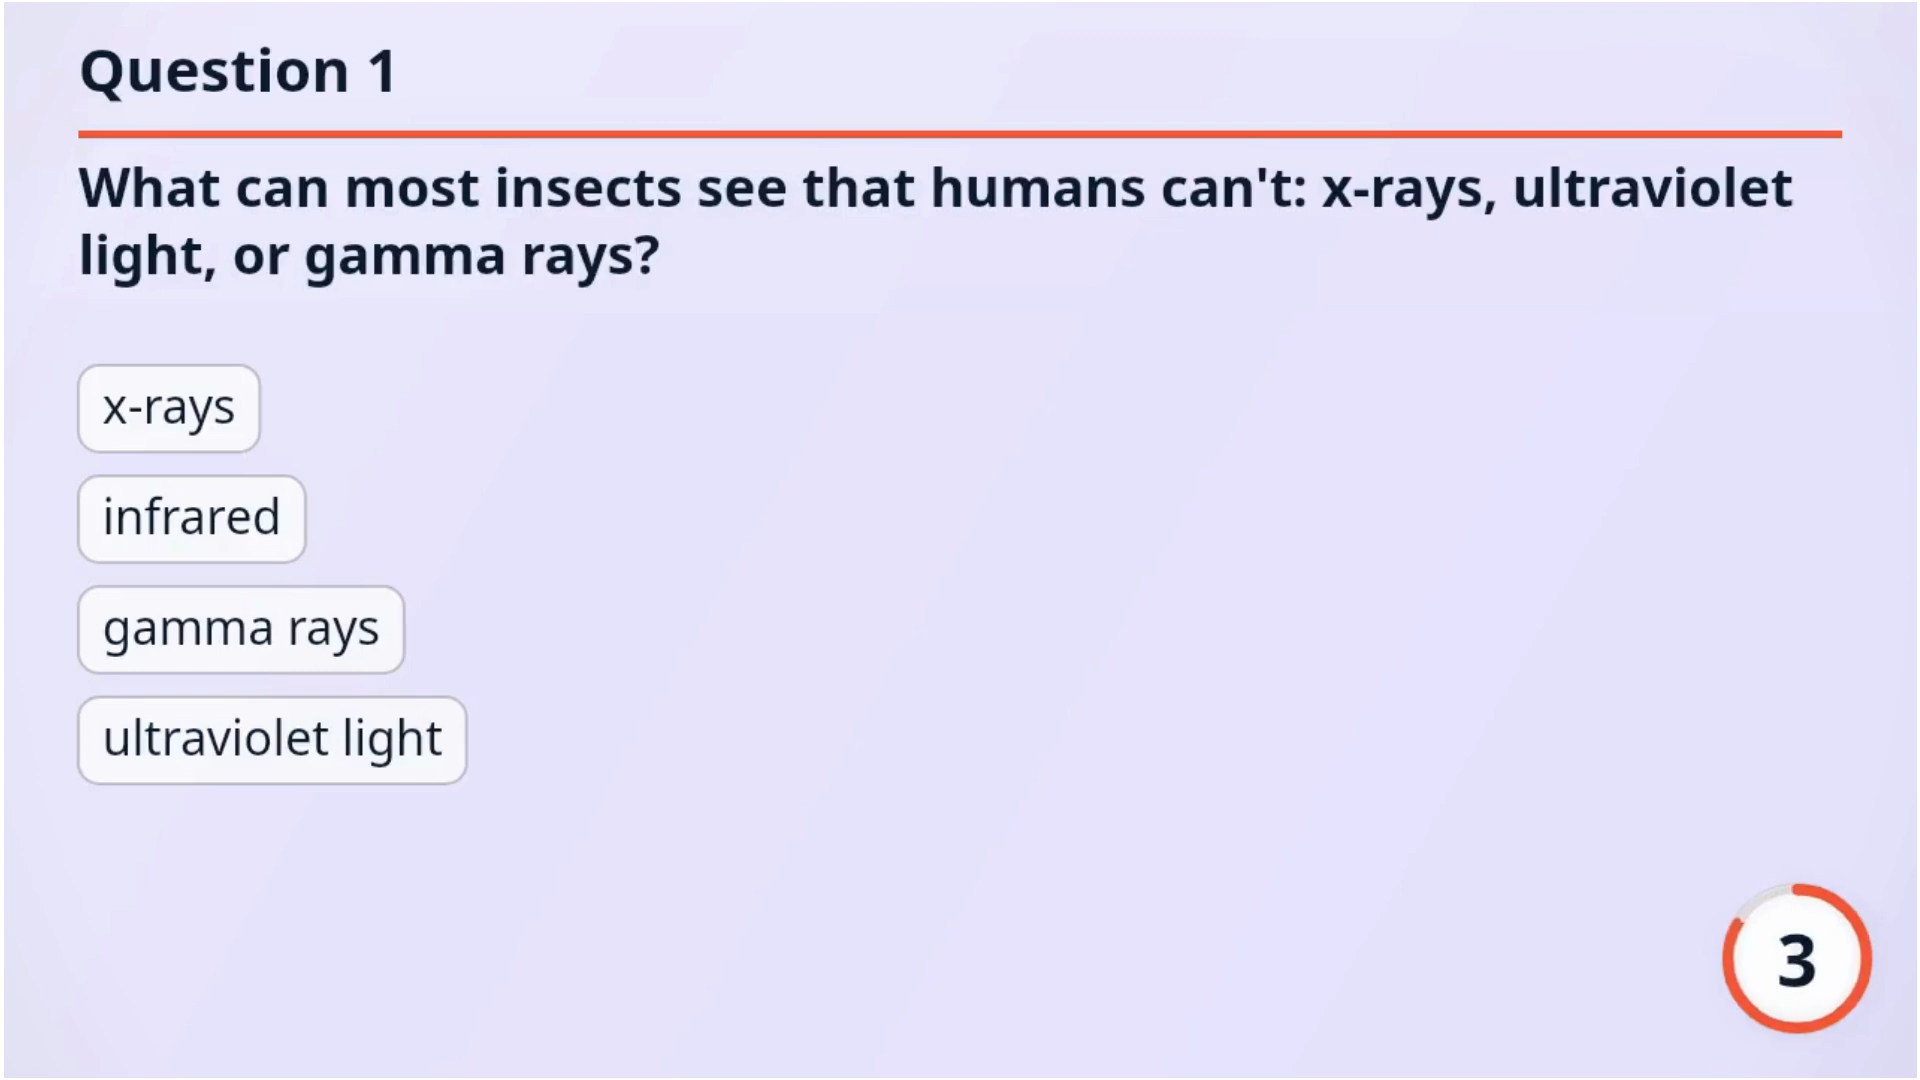 Question 1
What can most insects see that humans can't: x-rays, ultraviolet
light, or gamma rays?
x-rays
infrared
gamma rays
ultraviolet light
3